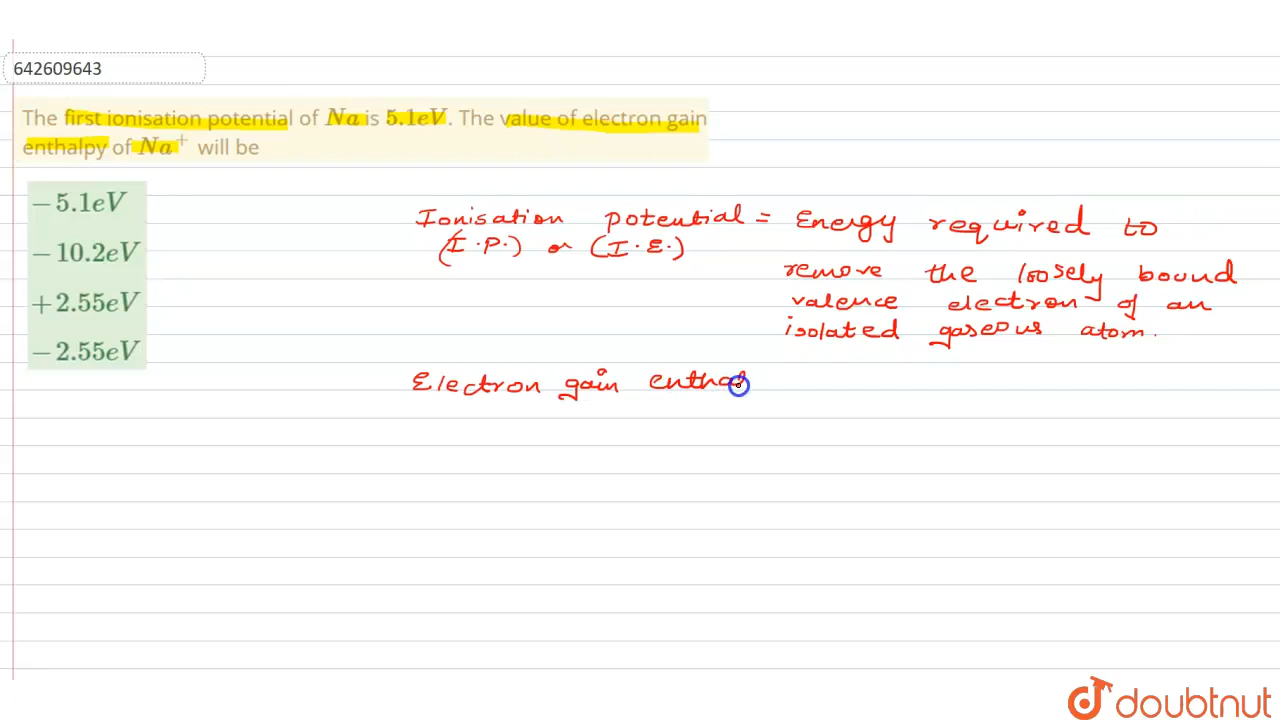 642609643
The first ionisation potential of Na is 5.1eV. The value of electron gain
enthalpy of Na⁺ will be
−5.1eV
−10.2eV
+2.55eV
−2.55eV
Ionisation potential = Energy required to
(I.P.) or (I.E.)
remove the loosely bound
valence electron of an
isolated gaseous atom.
Electron gain enthal
doubtnut